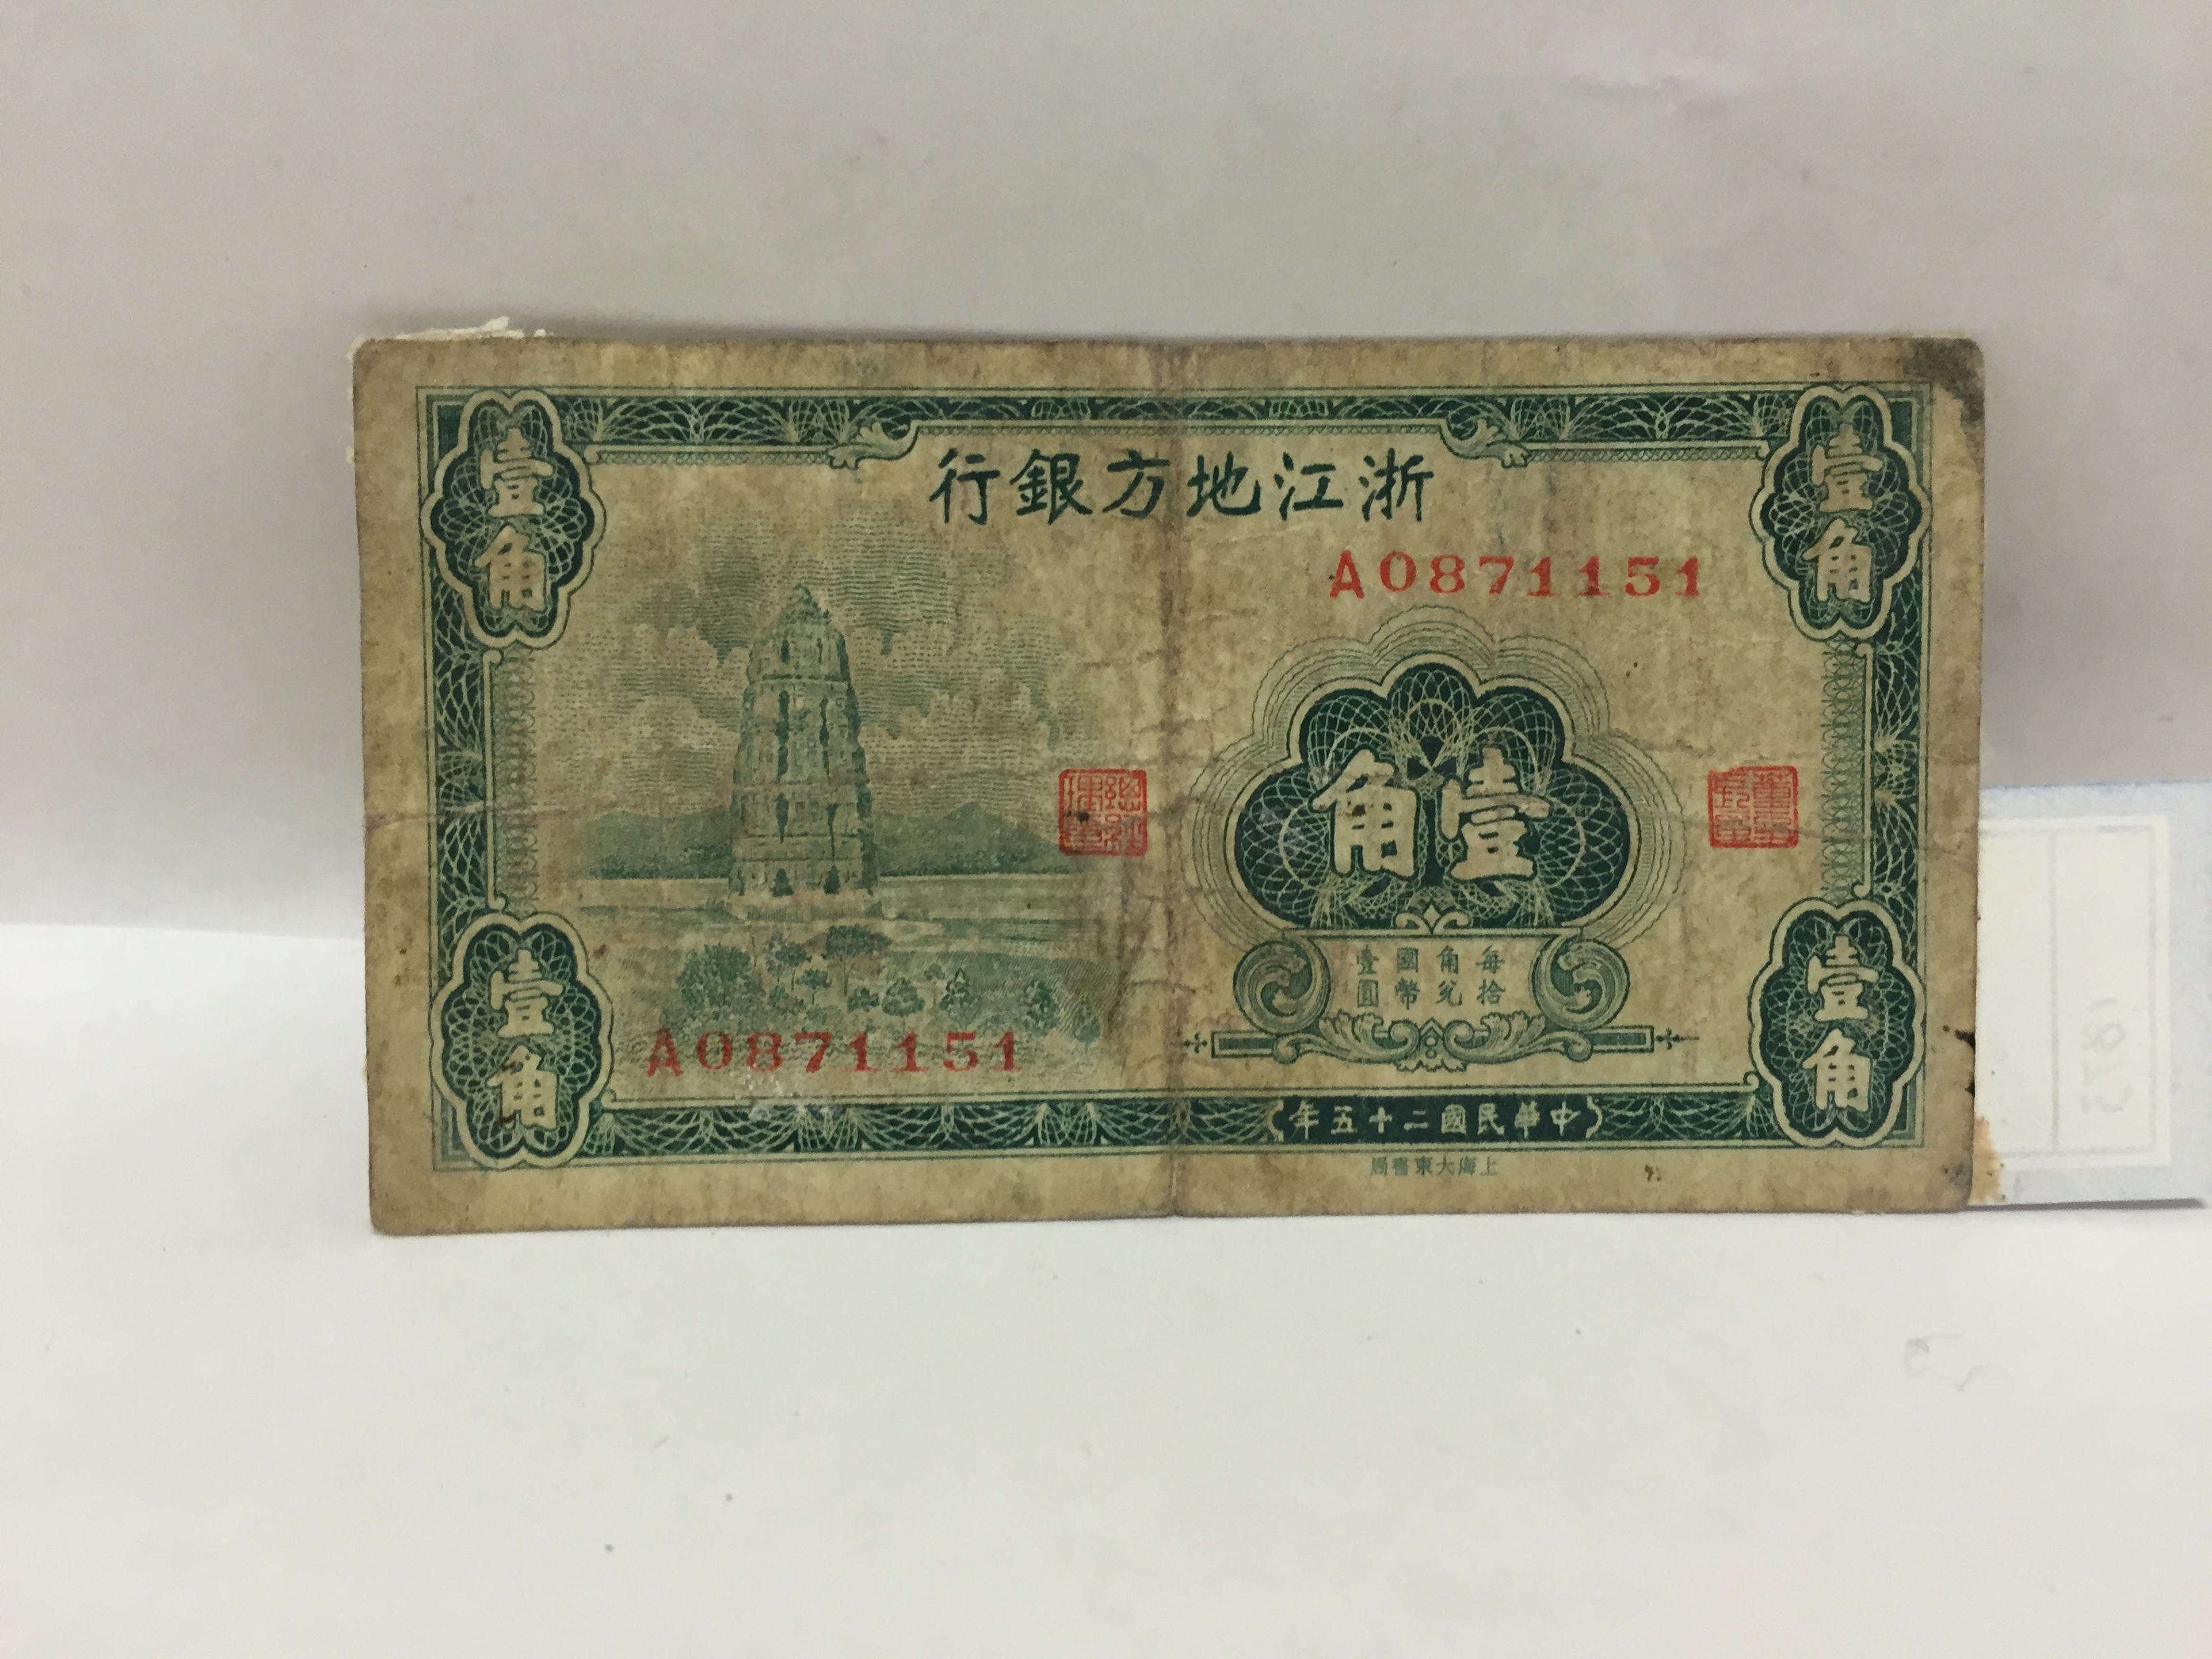 浙江地方銀行
壹角
壹角
A0871151
壹角
每拾
角兌
國幣
壹圓
A0871151
壹角
壹角
中華民國二十五年
上海大東書局